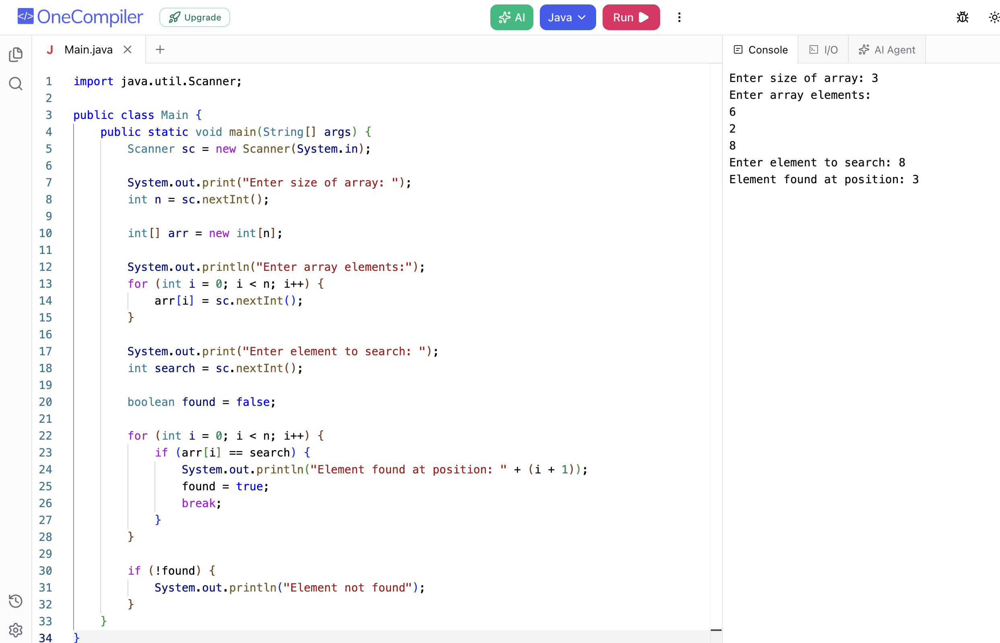 </> OneCompiler
Upgrade
AI
Java
Run
J Main.java
Console
I/O
AI Agent
1 import java.util.Scanner;
2
3 public class Main {
4     public static void main(String[] args) {
5         Scanner sc = new Scanner(System.in);
6
7         System.out.print("Enter size of array: ");
8         int n = sc.nextInt();
9
10         int[] arr = new int[n];
11
12         System.out.println("Enter array elements:");
13         for (int i = 0; i < n; i++) {
14             arr[i] = sc.nextInt();
15         }
16
17         System.out.print("Enter element to search: ");
18         int search = sc.nextInt();
19
20         boolean found = false;
21
22         for (int i = 0; i < n; i++) {
23             if (arr[i] == search) {
24                 System.out.println("Element found at position: " + (i + 1));
25                 found = true;
26                 break;
27             }
28         }
29
30         if (!found) {
31             System.out.println("Element not found");
32         }
33     }
34 }
Enter size of array: 3
Enter array elements:
6
2
8
Enter element to search: 8
Element found at position: 3